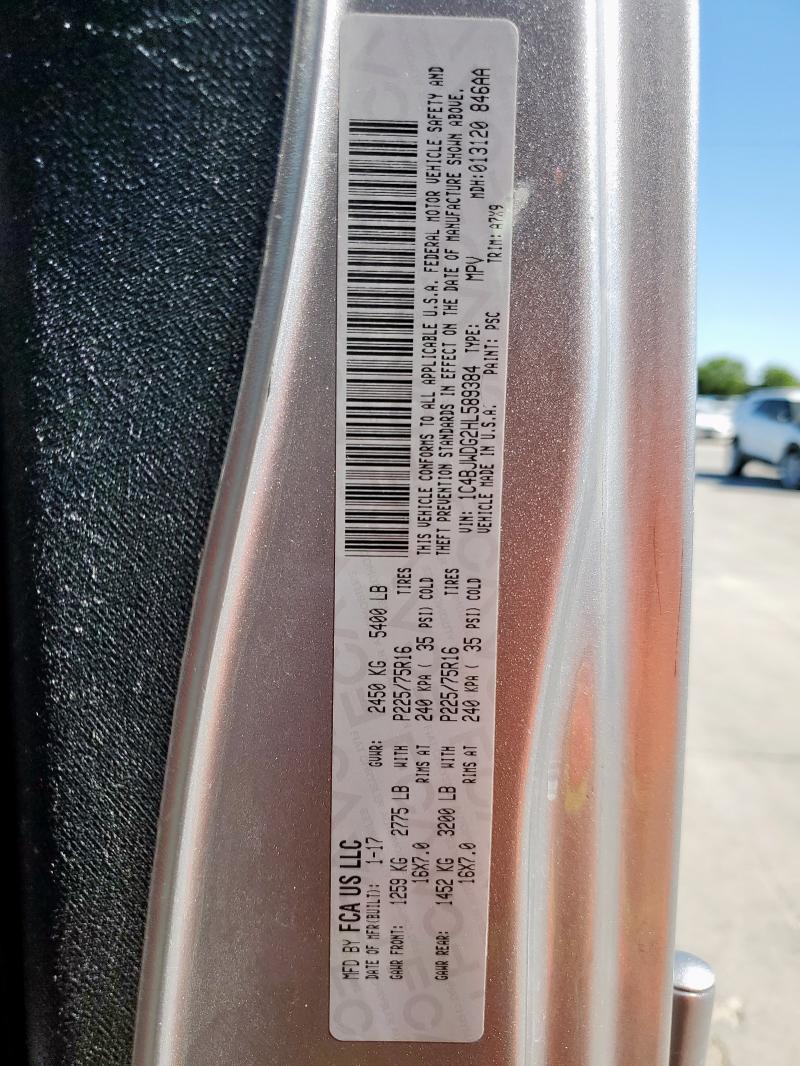 MFD BY FCA US LLC
DATE OF MFR(BUILT): 1-17 GVWR: 2450 KG 5400 LB
GAWR FRONT: 1259 KG 2775 LB WITH P225/75R16 TIRES
16X7.0 RIMS AT 240 KPA ( 35 PSI) COLD
GAWR REAR: 1452 KG 3200 LB WITH P225/75R16 TIRES
16X7.0 RIMS AT 240 KPA ( 35 PSI) COLD
THIS VEHICLE CONFORMS TO ALL APPLICABLE U.S.A. FEDERAL MOTOR VEHICLE SAFETY AND
THEFT PREVENTION STANDARDS IN EFFECT ON THE DATE OF MANUFACTURE SHOWN ABOVE.
VIN: 1C4BJWDG2HL589384 TYPE: MPV MDH:013120 846AA
VEHICLE MADE IN U.S.A. PAINT: PSC TRIM: A7X9